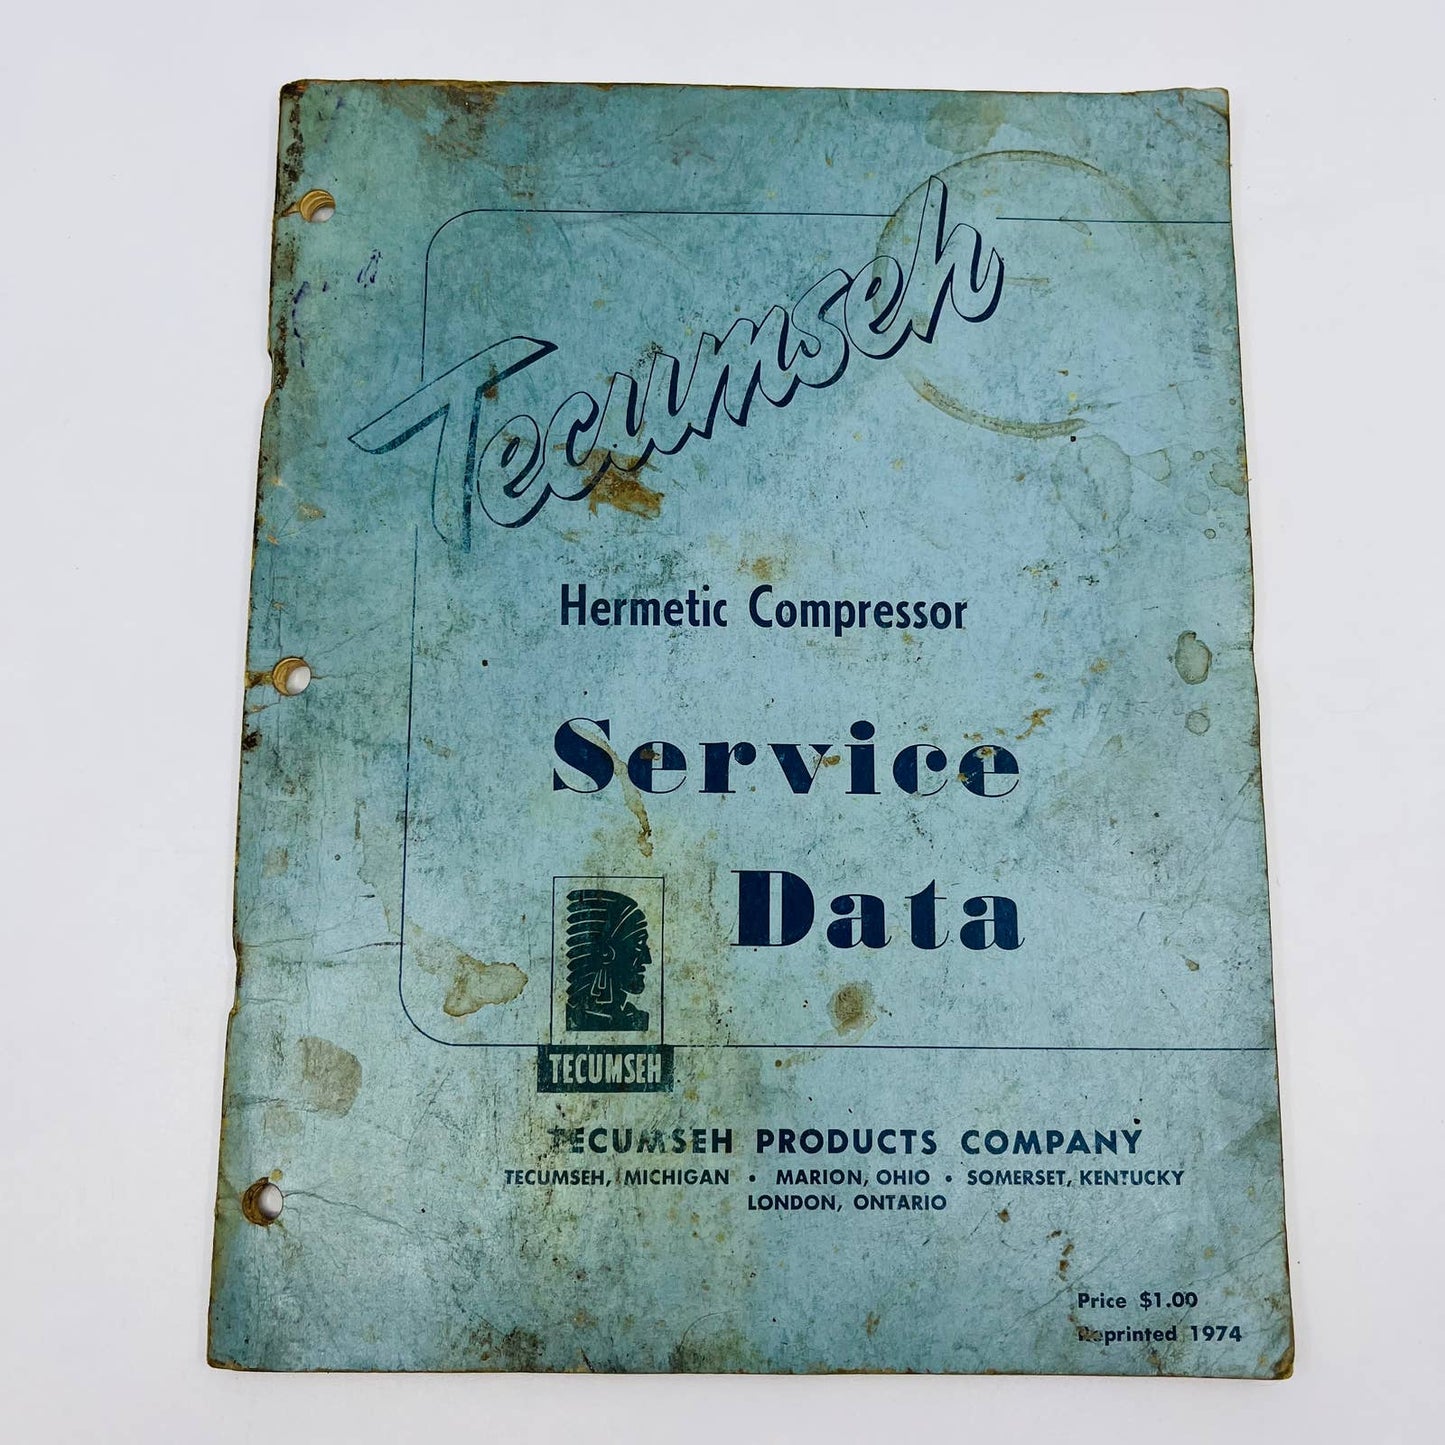 Tecumseh
Hermetic Compressor
Service
Data
TECUMSEH
TECUMSEH PRODUCTS COMPANY
TECUMSEH, MICHIGAN • MARION, OHIO • SOMERSET, KENTUCKY
LONDON, ONTARIO
Price $1.00
Reprinted 1974